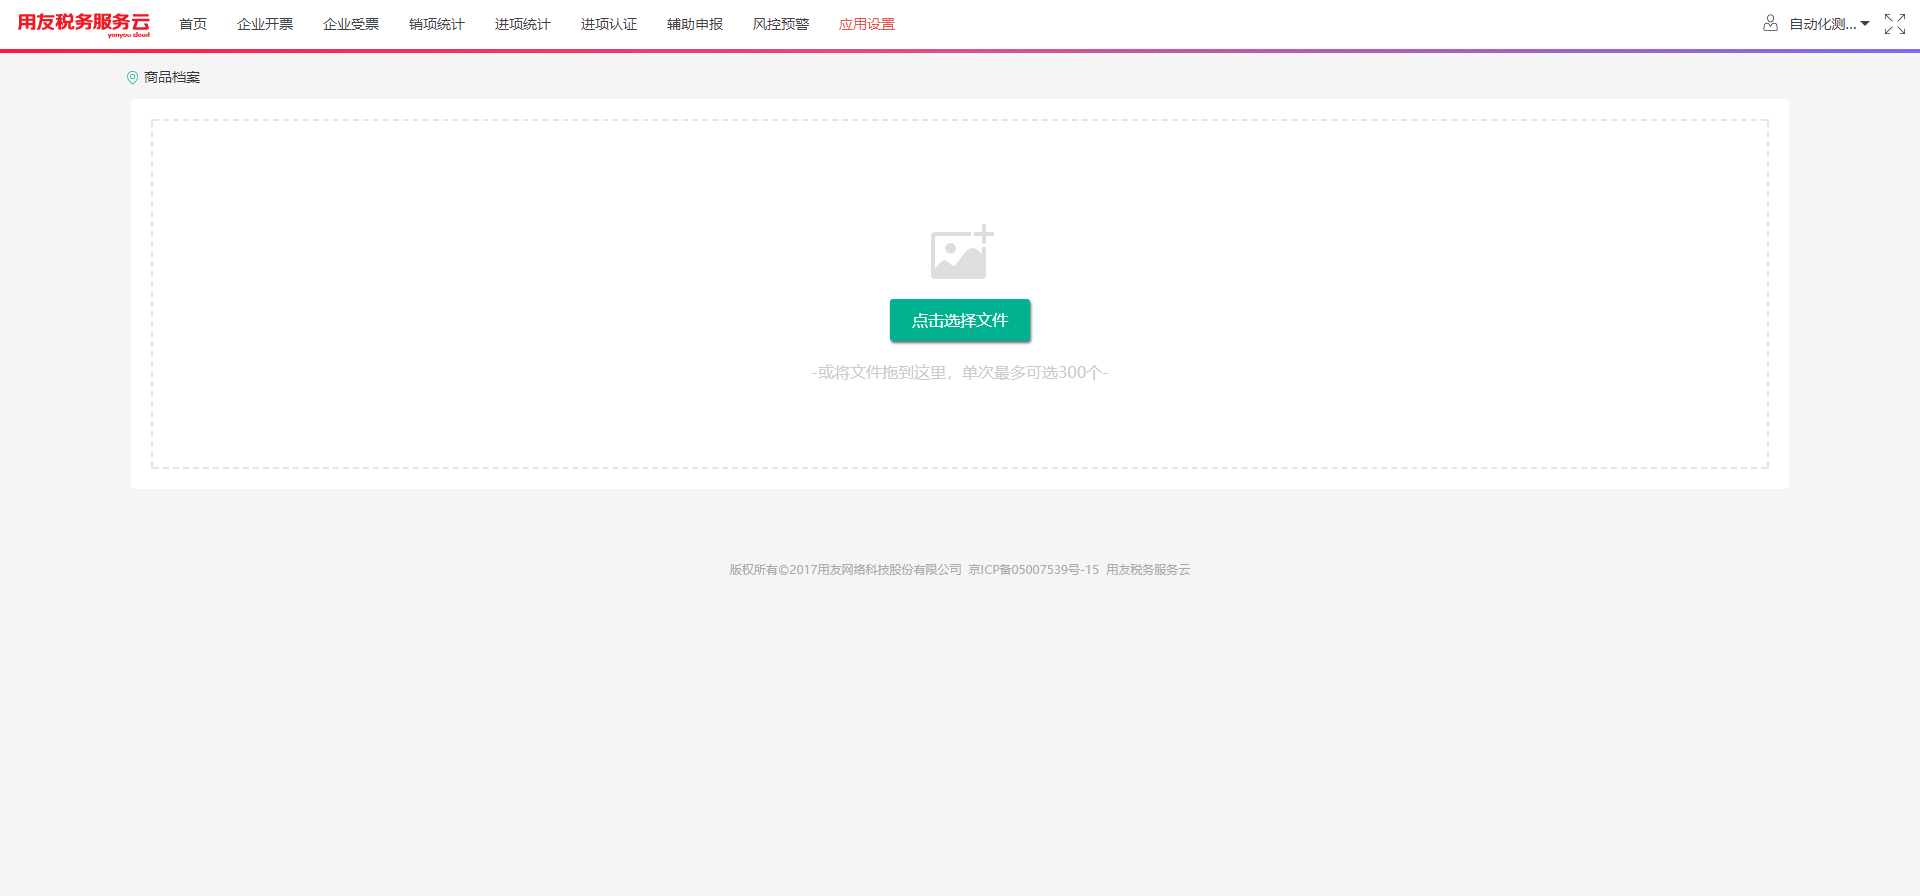 用友税务服务云 首页 企业开票 企业受票 销项统计 进项统计 进项认证 辅助申报 风控预警 应用设置 自动化测...
yonyou cloud
商品档案
点击选择文件
-或将文件拖到这里，单次最多可选300个-
版权所有©2017用友网络科技股份有限公司 京ICP备05007539号-15 用友税务服务云